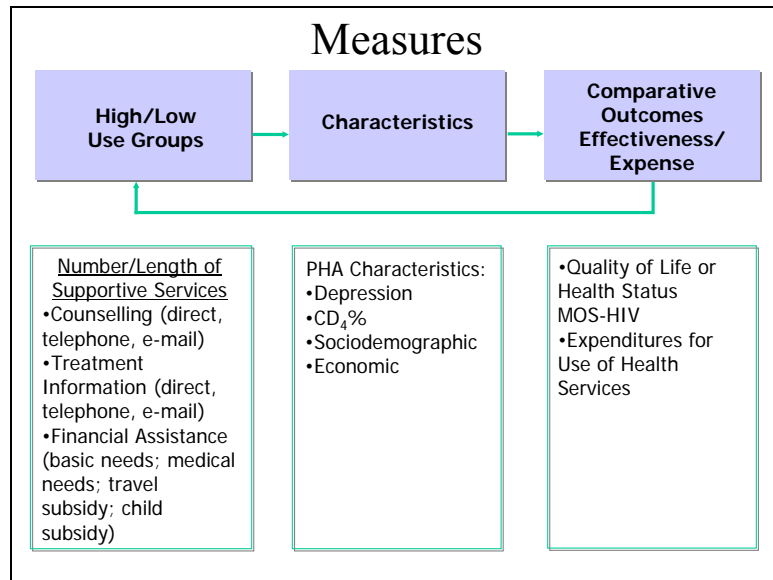 Measures
High/Low
Use Groups
Characteristics
Comparative
Outcomes
Effectiveness/
Expense
Number/Length of
Supportive Services
•Counselling (direct,
telephone, e-mail)
•Treatment
Information (direct,
telephone, e-mail)
•Financial Assistance
(basic needs; medical
needs; travel
subsidy; child
subsidy)
PHA Characteristics:
•Depression
•CD₄%
•Sociodemographic
•Economic
•Quality of Life or
Health Status
MOS-HIV
•Expenditures for
Use of Health
Services